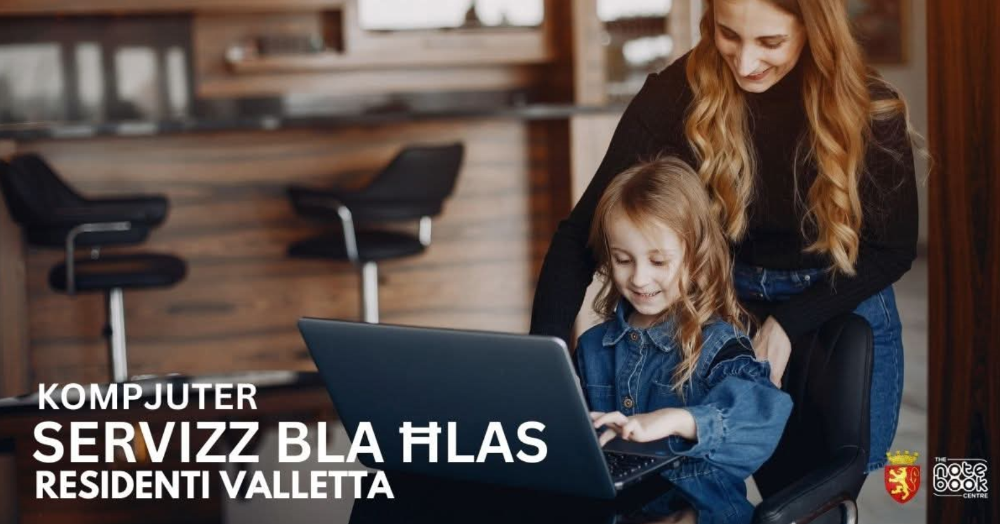 KOMPJUTER
SERVIZZ BLA ĦLAS
RESIDENTI VALLETTA
THE
note
book
CENTRE